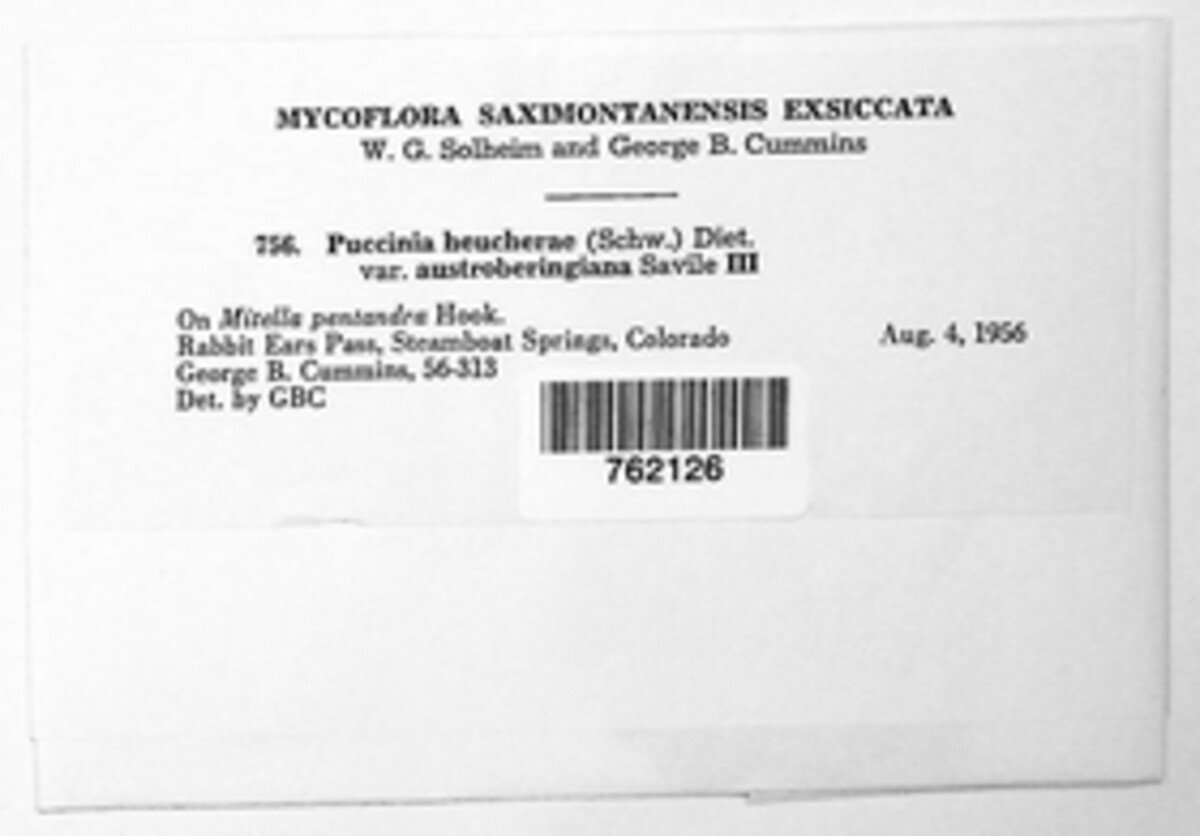 MYCOFLORA SAXIMONTANENSIS EXSICCATA
W. G. Solheim and George B. Cummins
756. Puccinia heucherae (Schw.) Diet.
var. austroberingiana Savile III
On Mitella pentandra Hook.
Rabbit Ears Pass, Steamboat Springs, Colorado Aug. 4, 1956
George B. Cummins, 56-313
Det. by GBC
762126